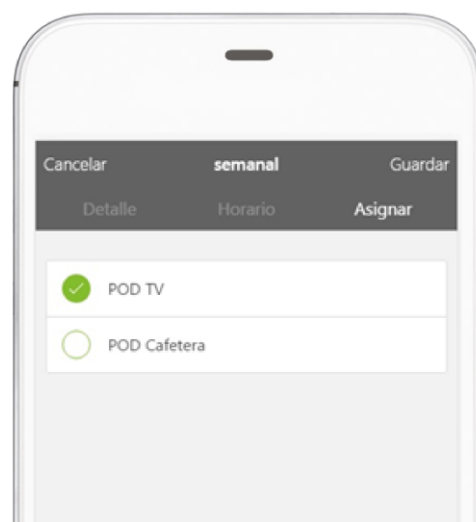 Cancelar semanal Guardar
Detalle Horario Asignar
POD TV
POD Cafetera